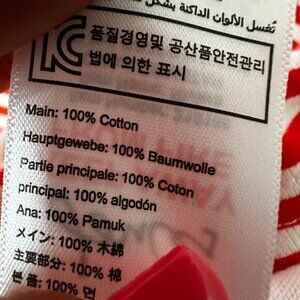 تُغسل الألوان الداكنة بشكل
품질경영및 공산품안전관리
법에 의한 표시
Main: 100% Cotton
Hauptgewebe: 100% Baumwolle
Partie principale: 100% Coton
principal: 100% algodón
Ana: 100% Pamuk
メイン: 100% 木綿
主要部分: 100% 棉
본 몸: 100% 면